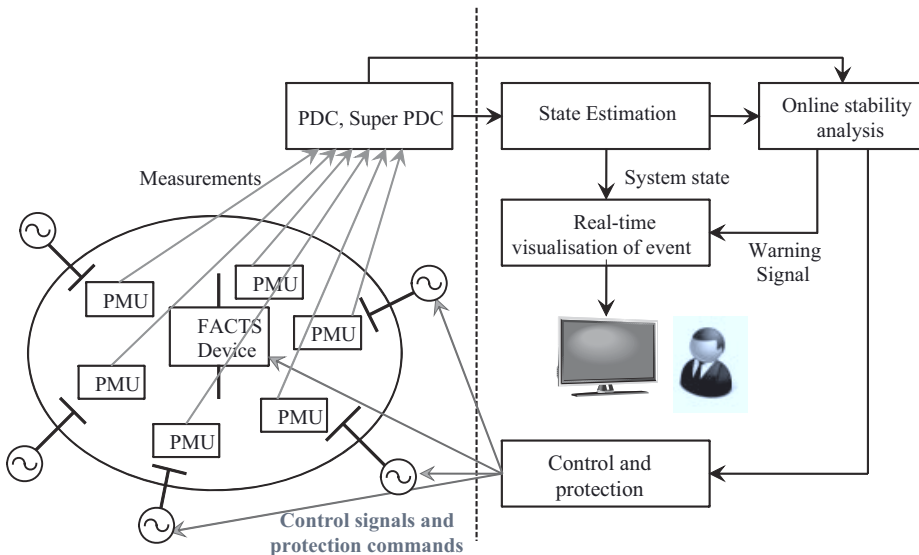 PDC, Super PDC
State Estimation
Online stability
analysis
Measurements
System state
Real-time
visualisation of event
Warning
Signal
PMU
PMU
FACTS
Device
PMU
PMU
PMU
PMU
Control and
protection
Control signals and
protection commands